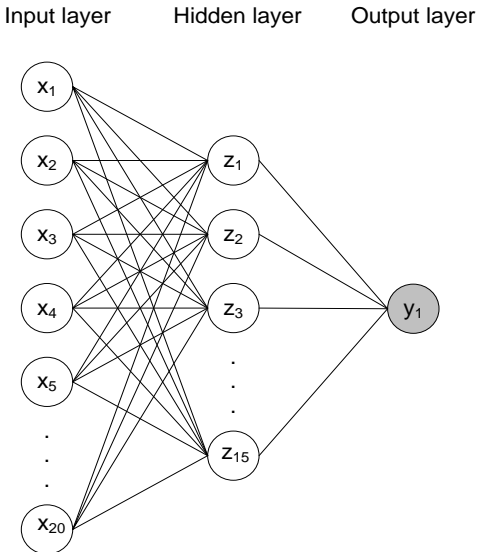 Input layer Hidden layer Output layer
x₁
x₂ z₁
x₃ z₂
x₄ z₃ y₁
x₅ .
. .
. .
. z₁₅
x₂₀